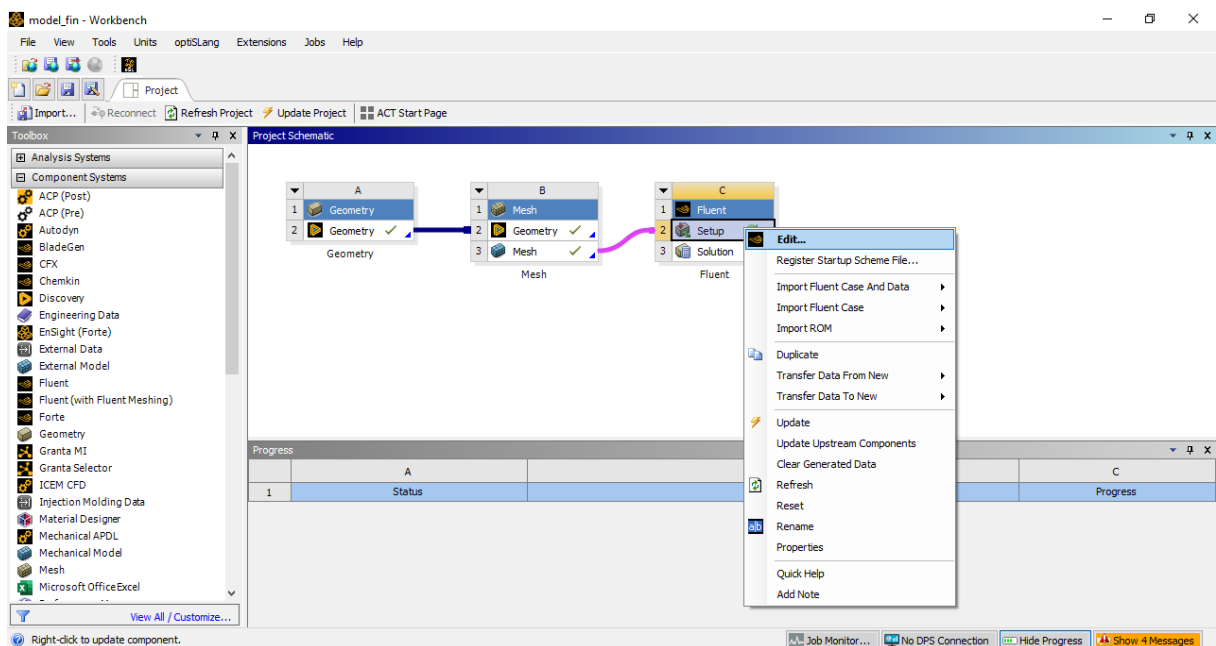 model_fin - Workbench
File View Tools Units optiSLang Extensions Jobs Help
Project
Import... Reconnect Refresh Project Update Project ACT Start Page
Toolbox
Analysis Systems
Component Systems
ACP (Post)
ACP (Pre)
Autodyn
BladeGen
CFX
Chemkin
Discovery
Engineering Data
EnSight (Forte)
External Data
External Model
Fluent
Fluent (with Fluent Meshing)
Forte
Geometry
Granta MI
Granta Selector
ICEM CFD
Injection Molding Data
Material Designer
Mechanical APDL
Mechanical Model
Mesh
Microsoft Office Excel
View All / Customize...
Project Schematic
A
1 Geometry
2 Geometry
Geometry
B
1 Mesh
2 Geometry
3 Mesh
Mesh
C
1 Fluent
2 Setup
3 Solution
Fluent
Edit...
Register Startup Scheme File...
Import Fluent Case And Data
Import Fluent Case
Import ROM
Duplicate
Transfer Data From New
Transfer Data To New
Update
Update Upstream Components
Clear Generated Data
Refresh
Reset
Rename
Properties
Quick Help
Add Note
Progress
A C
1 Status Progress
Right-click to update component.
Job Monitor... No DPS Connection Hide Progress Show 4 Messages